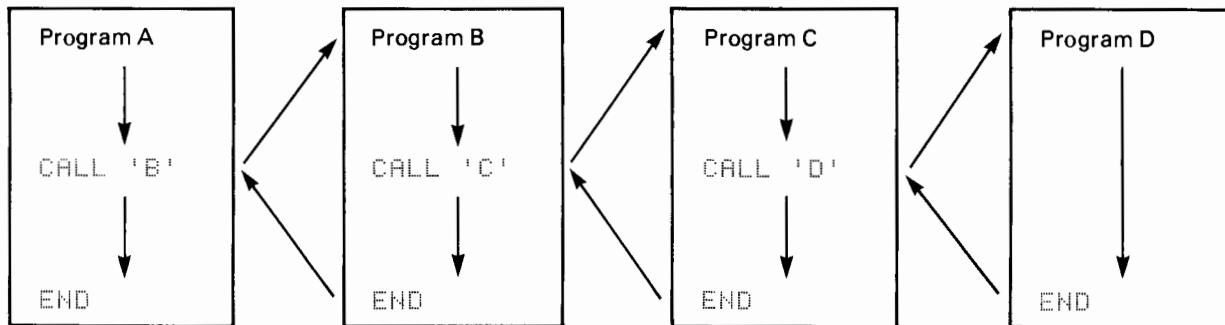 Program A
CALL 'B'
END
Program B
CALL 'C'
END
Program C
CALL 'D'
END
Program D
END